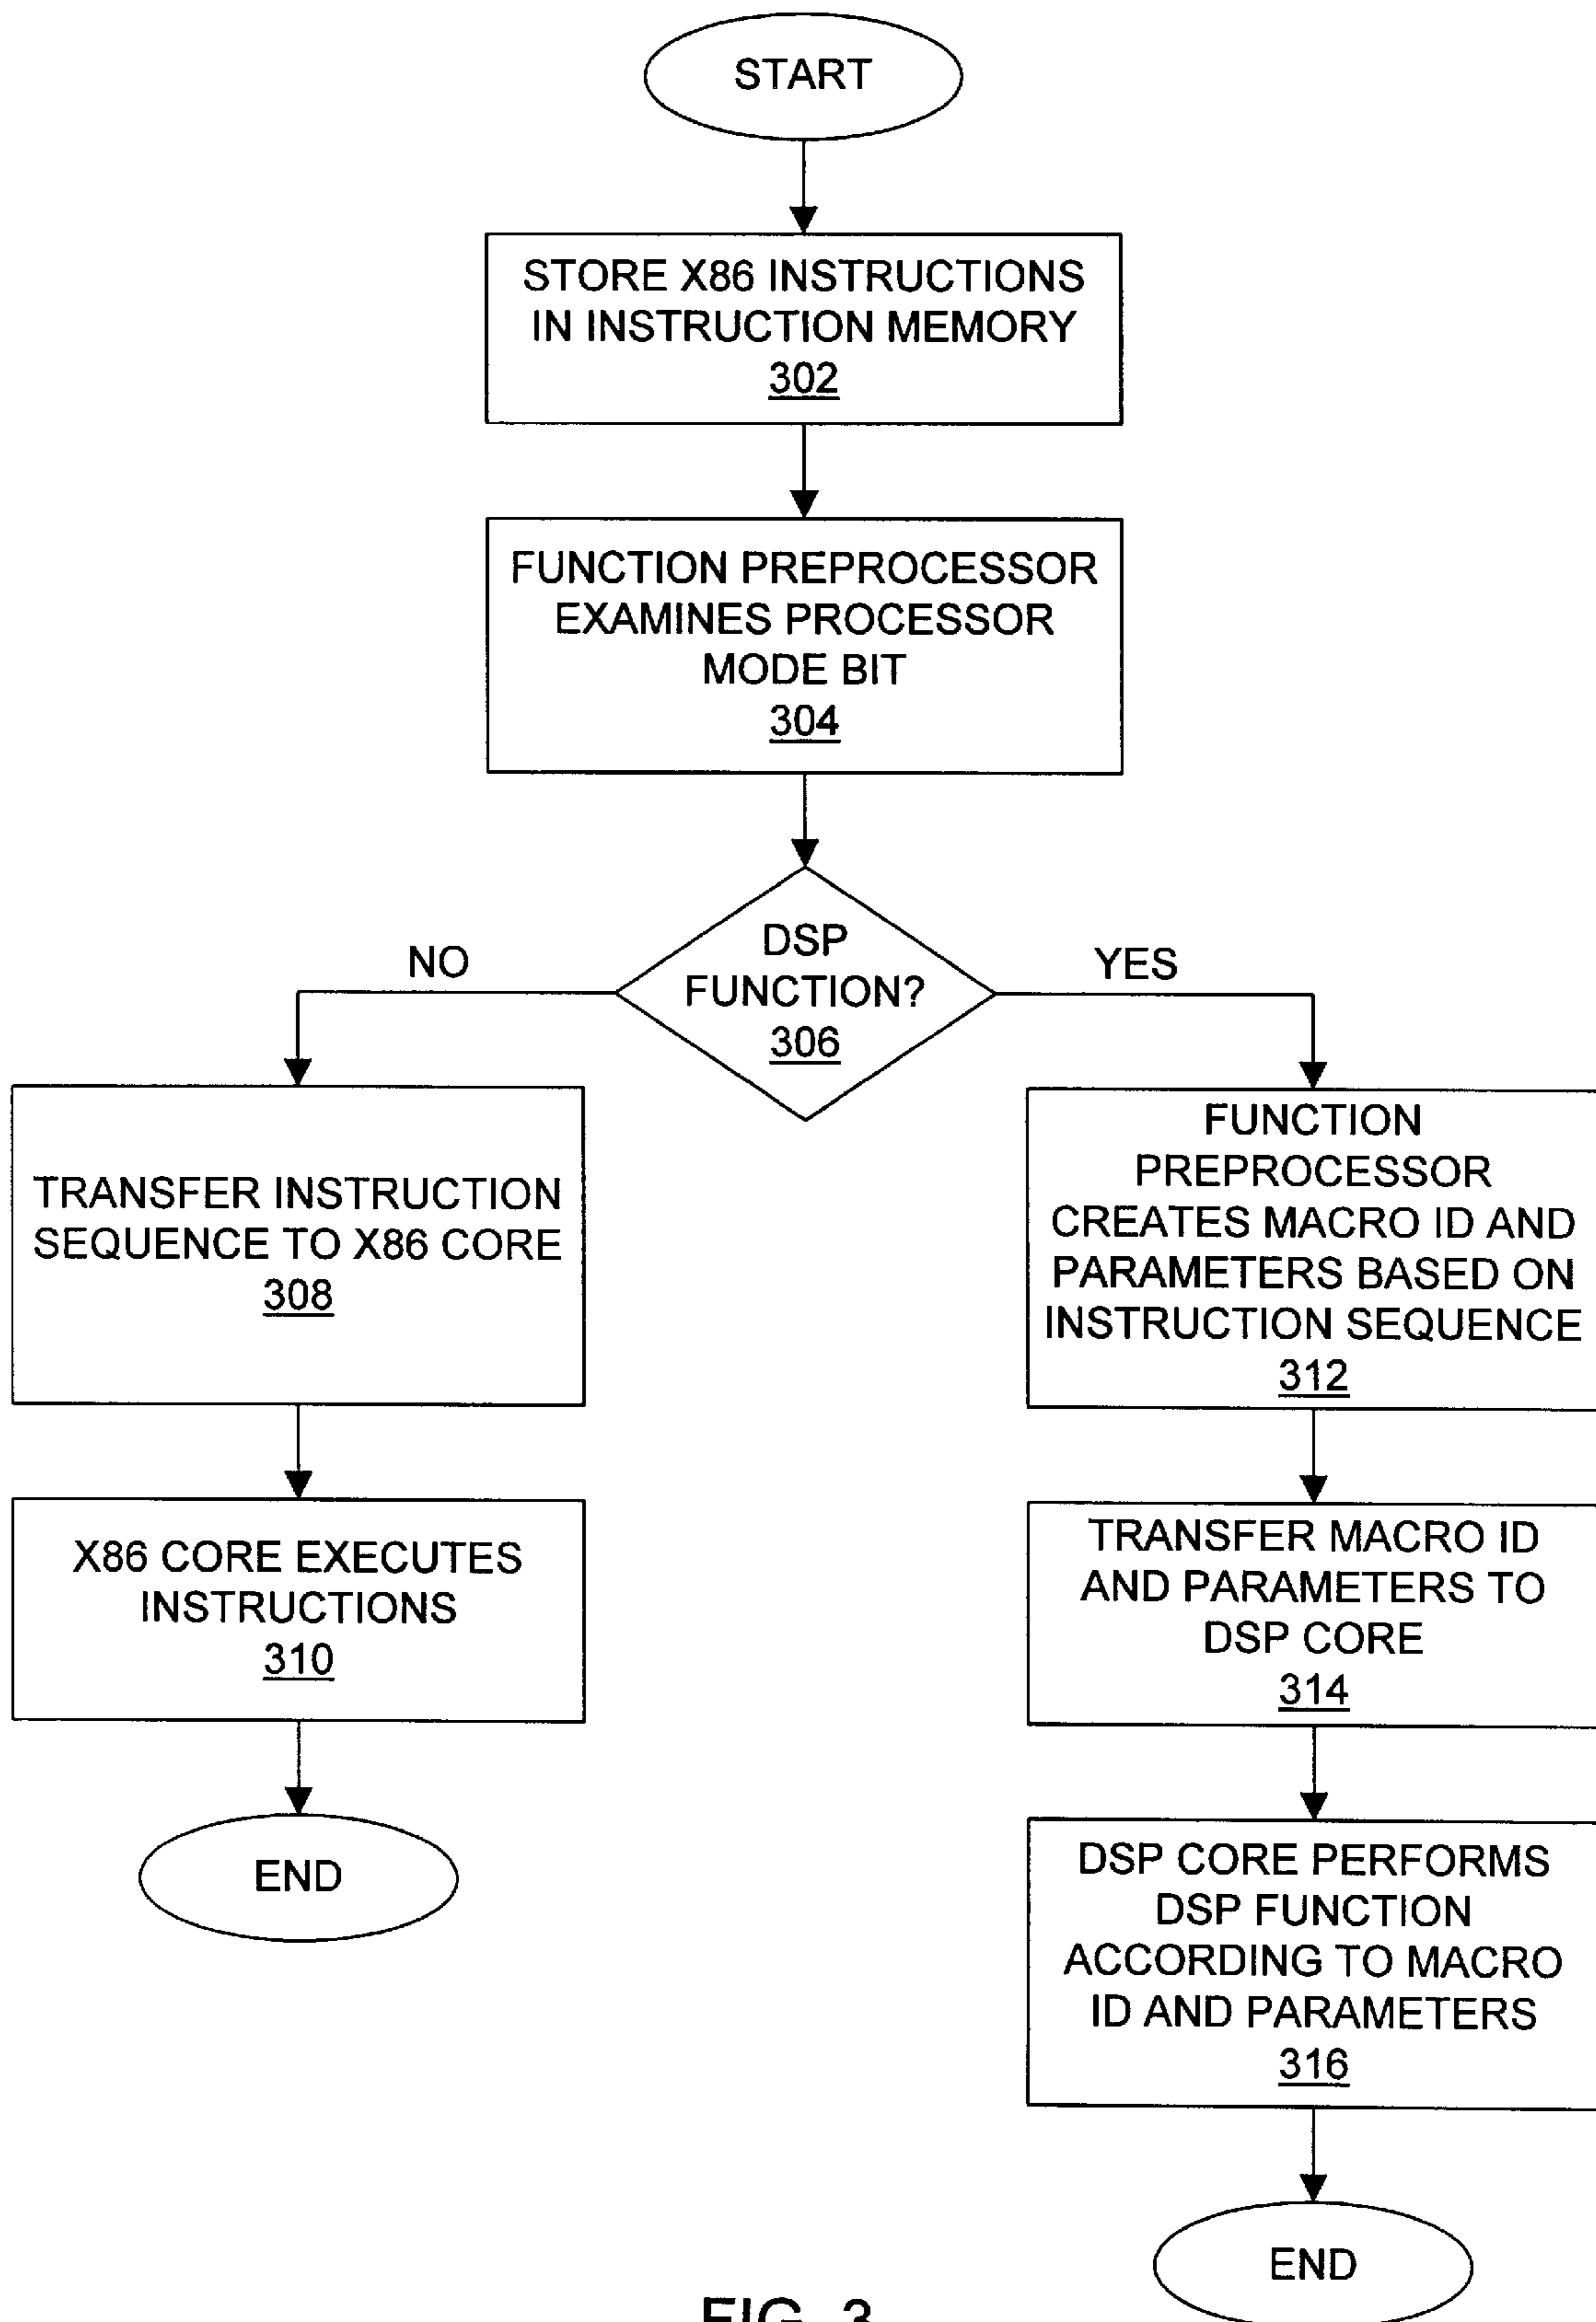 START
STORE X86 INSTRUCTIONS
IN INSTRUCTION MEMORY
302
FUNCTION PREPROCESSOR
EXAMINES PROCESSOR
MODE BIT
304
DSP
FUNCTION?
306
NO
YES
TRANSFER INSTRUCTION
SEQUENCE TO X86 CORE
308
X86 CORE EXECUTES
INSTRUCTIONS
310
END
FUNCTION
PREPROCESSOR
CREATES MACRO ID AND
PARAMETERS BASED ON
INSTRUCTION SEQUENCE
312
TRANSFER MACRO ID
AND PARAMETERS TO
DSP CORE
314
DSP CORE PERFORMS
DSP FUNCTION
ACCORDING TO MACRO
ID AND PARAMETERS
316
END
FIG. 3